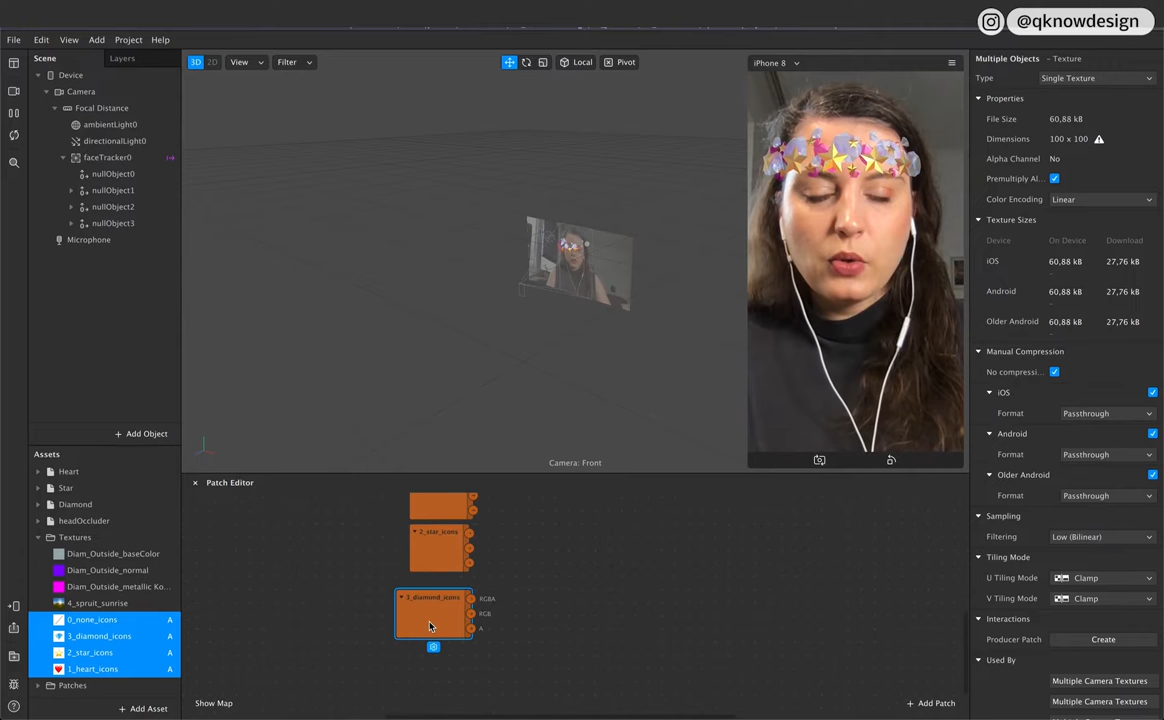 @qknowdesign
File Edit View Add Project Help
Scene Layers
Device
Camera
Focal Distance
ambientLight0
directionalLight0
faceTracker0
nullObject0
nullObject1
nullObject2
nullObject3
Microphone
+ Add Object
Assets
Heart
Star
Diamond
headOccluder
Textures
Diam_Outside_baseColor
Diam_Outside_normal
Diam_Outside_metallic Ko...
4_spruit_sunrise
0_none_icons A
3_diamond_icons A
2_star_icons A
1_heart_icons A
Patches
+ Add Asset
3D 2D View Filter Local Pivot
Camera: Front
iPhone 8
Patch Editor
2_star_icons
3_diamond_icons
RGBA
RGB
A
Show Map
+ Add Patch
Multiple Objects - Texture
Type Single Texture
Properties
File Size 60,88 kB
Dimensions 100 x 100
Alpha Channel No
Premultiply Al...
Color Encoding Linear
Texture Sizes
Device On Device Download
iOS 60,88 kB 27,76 kB
-
Android 60,88 kB 27,76 kB
-
Older Android 60,88 kB 27,76 kB
-
Manual Compression
No compressi...
iOS
Format Passthrough
Android
Format Passthrough
Older Android
Format Passthrough
Sampling
Filtering Low (Bilinear)
Tiling Mode
U Tiling Mode Clamp
V Tiling Mode Clamp
Interactions
Producer Patch Create
Used By
Multiple Camera Textures
Multiple Camera Textures